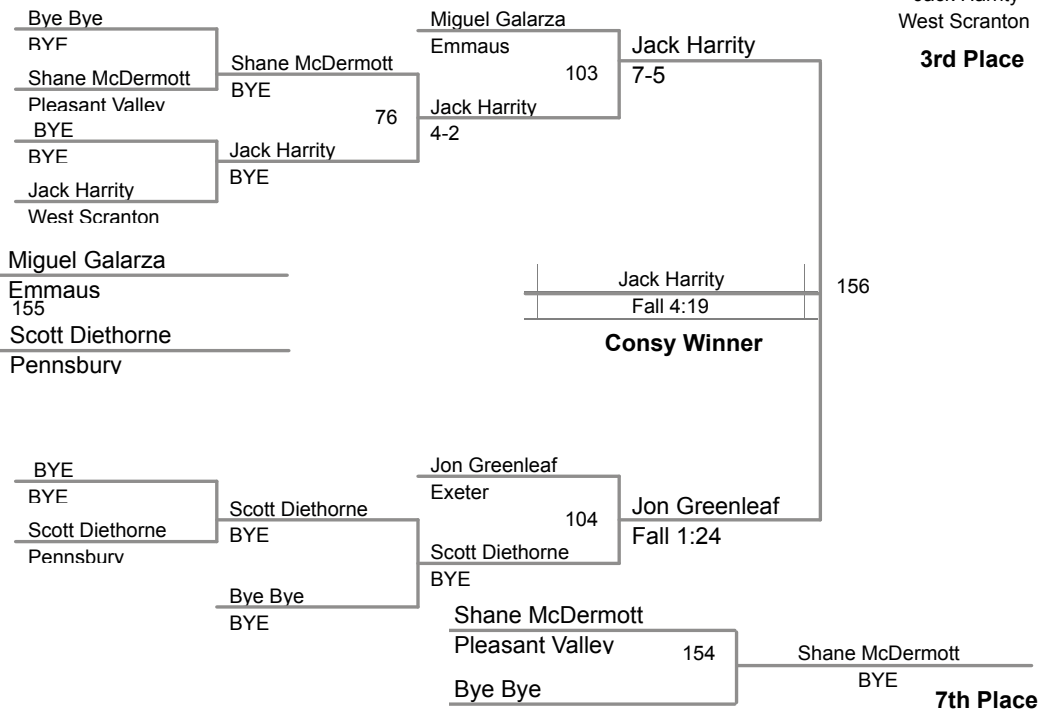 Jack Harrity
West Scranton
3rd Place
Bye Bye
BYE
Shane McDermott
Pleasant Valley
BYE
BYE
Jack Harrity
West Scranton
Shane McDermott
BYE
76
Jack Harrity
BYE
Miguel Galarza
Emmaus
103
Jack Harrity
4-2
Jack Harrity
7-5
Miguel Galarza
Emmaus
155
Scott Diethorne
Pennsbury
Jack Harrity
Fall 4:19
Consy Winner
156
BYE
BYE
Scott Diethorne
Pennsbury
Scott Diethorne
BYE
Bye Bye
BYE
Jon Greenleaf
Exeter
104
Scott Diethorne
BYE
Jon Greenleaf
Fall 1:24
Shane McDermott
Pleasant Valley
154
Bye Bye
Shane McDermott
BYE
7th Place